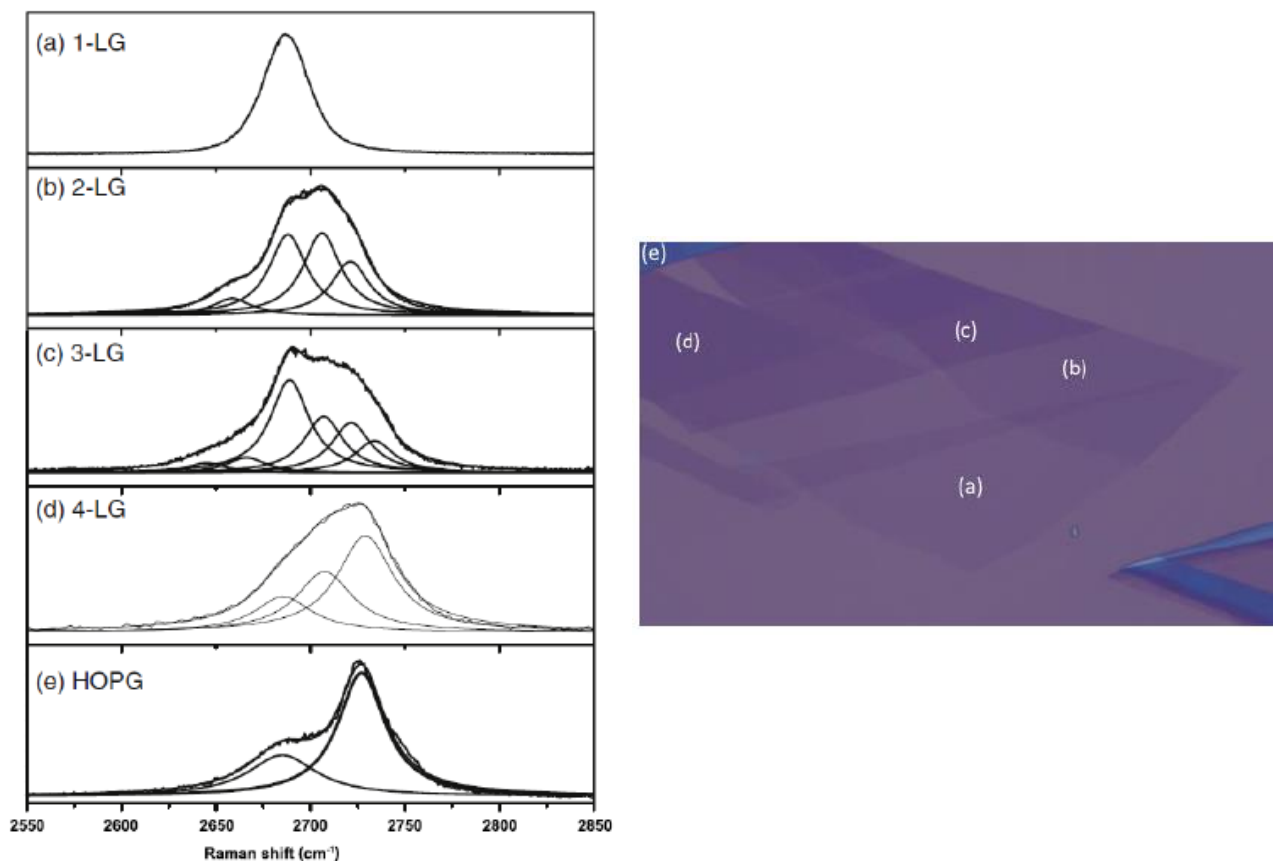 (a) 1-LG
(b) 2-LG
(c) 3-LG
(d) 4-LG
(e) HOPG
2550 2600 2650 2700 2750 2800 2850
Raman shift (cm⁻¹)
(e)
(d)
(c)
(b)
(a)